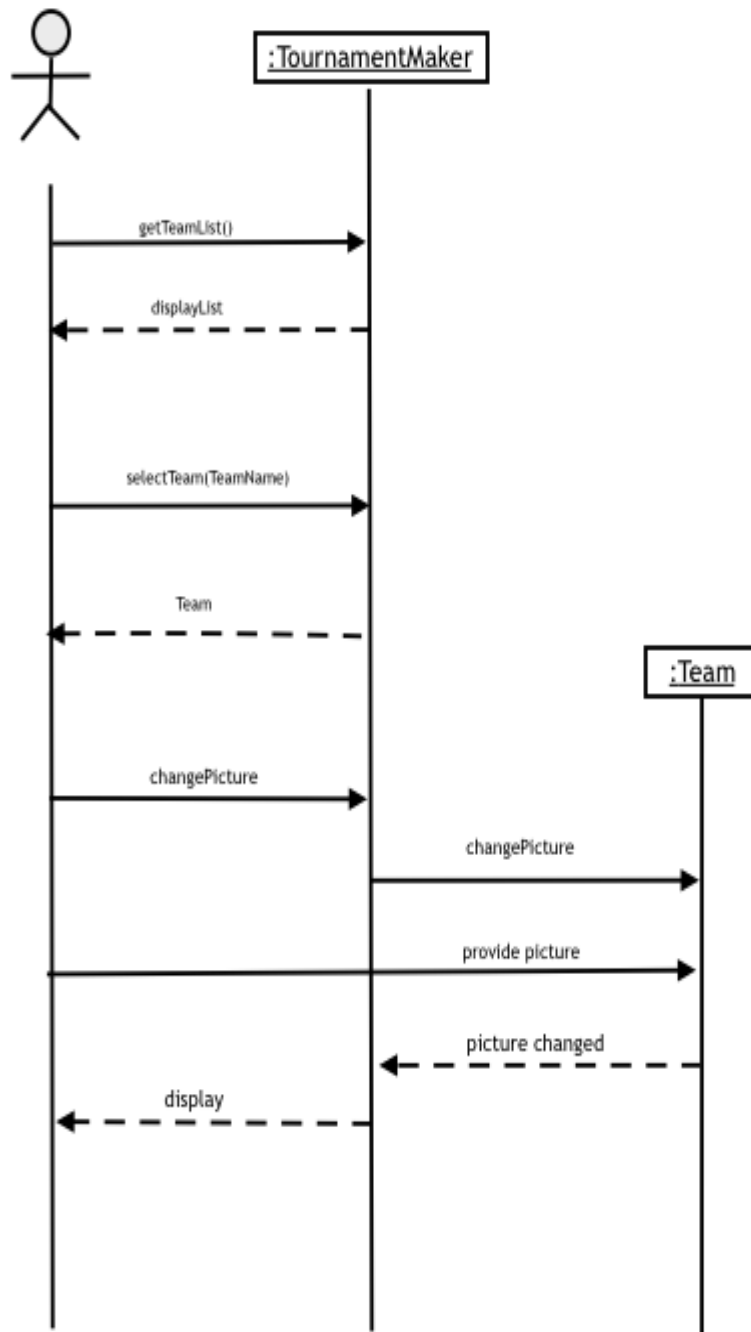 :TournamentMaker
getTeamList()
displayList
selectTeam(TeamName)
Team
:Team
changePicture
changePicture
provide picture
picture changed
display